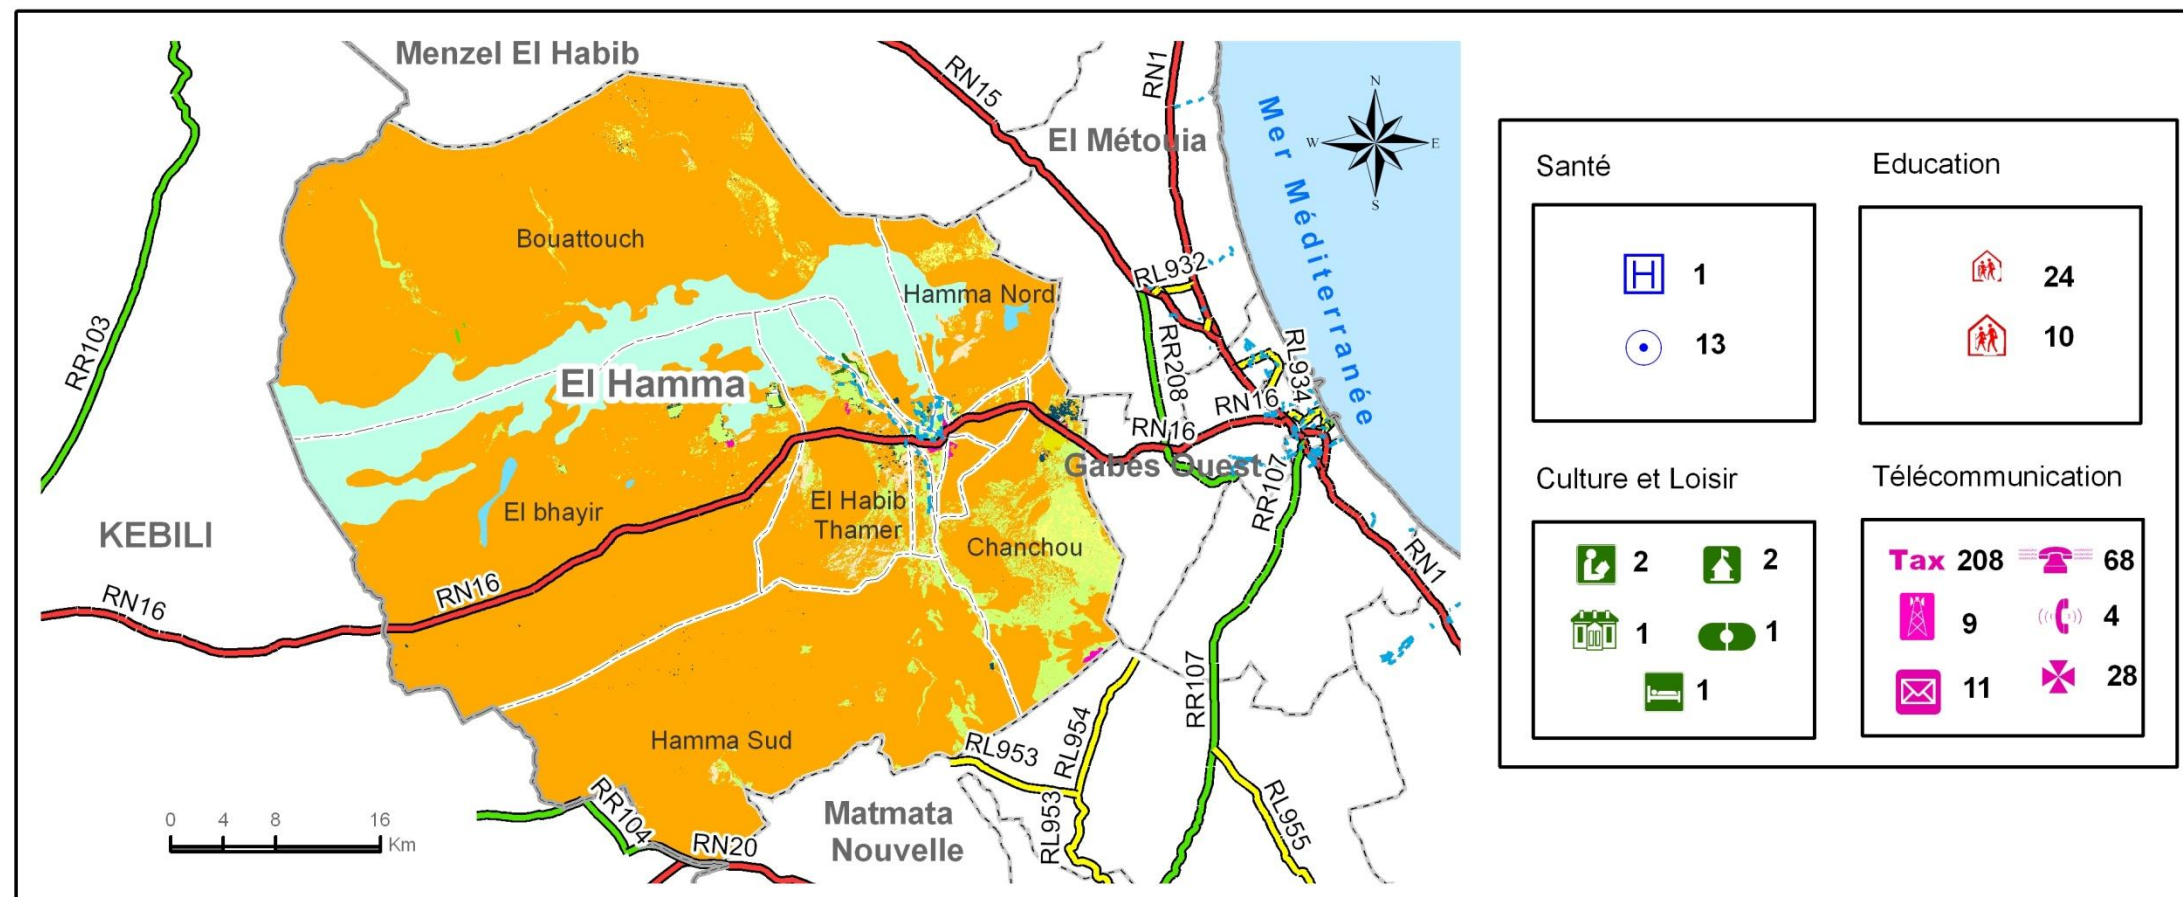 Menzel El Habib
RN15
RN1
El Métouia
Mer Méditerranée
N
W
E
S
Bouattouch
Hamma Nord
RL932
RR103
RR208
RL934
El Hamma
RN16
RN16
Gabès Ouest
RR107
El bhayir
El Habib
Thamer
Chanchou
KEBILI
RN16
RN16
RN1
RR107
Hamma Sud
RL953
RL954
RL953
RL955
RR104
RN20
Matmata
Nouvelle
0 4 8 16
Km
Santé
H 1
13
Education
24
10
Culture et Loisir
2 2
1 1
1
Télécommunication
Tax 208 68
9 4
11 28